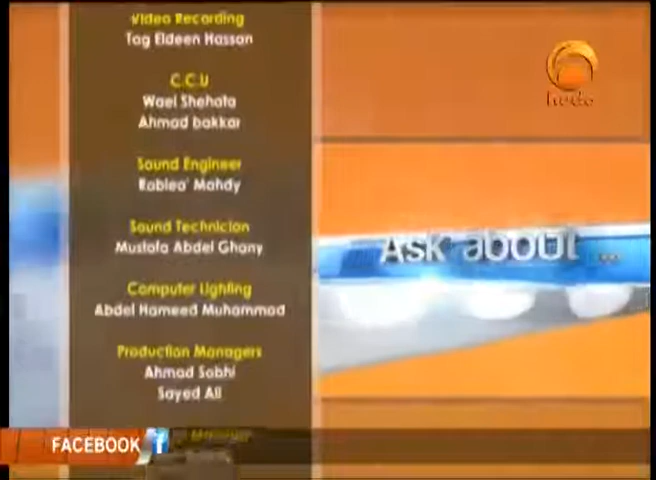 Video Recording
Tag Eldeen Hassan
C.C.U
Wael Shehata
Ahmad bakkar
Sound Engineer
Rabiea' Mahdy
Sound Technician
Mustafa Abdel Ghany
Computer Lighting
Abdel Hameed Muhammad
Production Managers
Ahmad Sobhi
Sayed Ali
huda
Ask about ...
FACEBOOK f